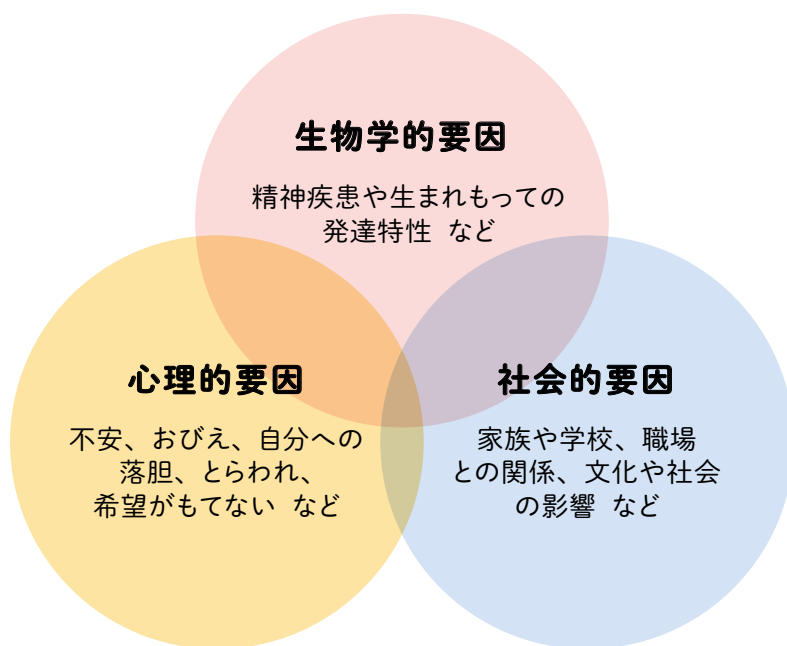 生物学的要因
精神疾患や生まれもっての
発達特性 など
心理的要因
不安、おびえ、自分への
落胆、とらわれ、
希望がもてない など
社会的要因
家族や学校、職場
との関係、文化や社会
の影響 など